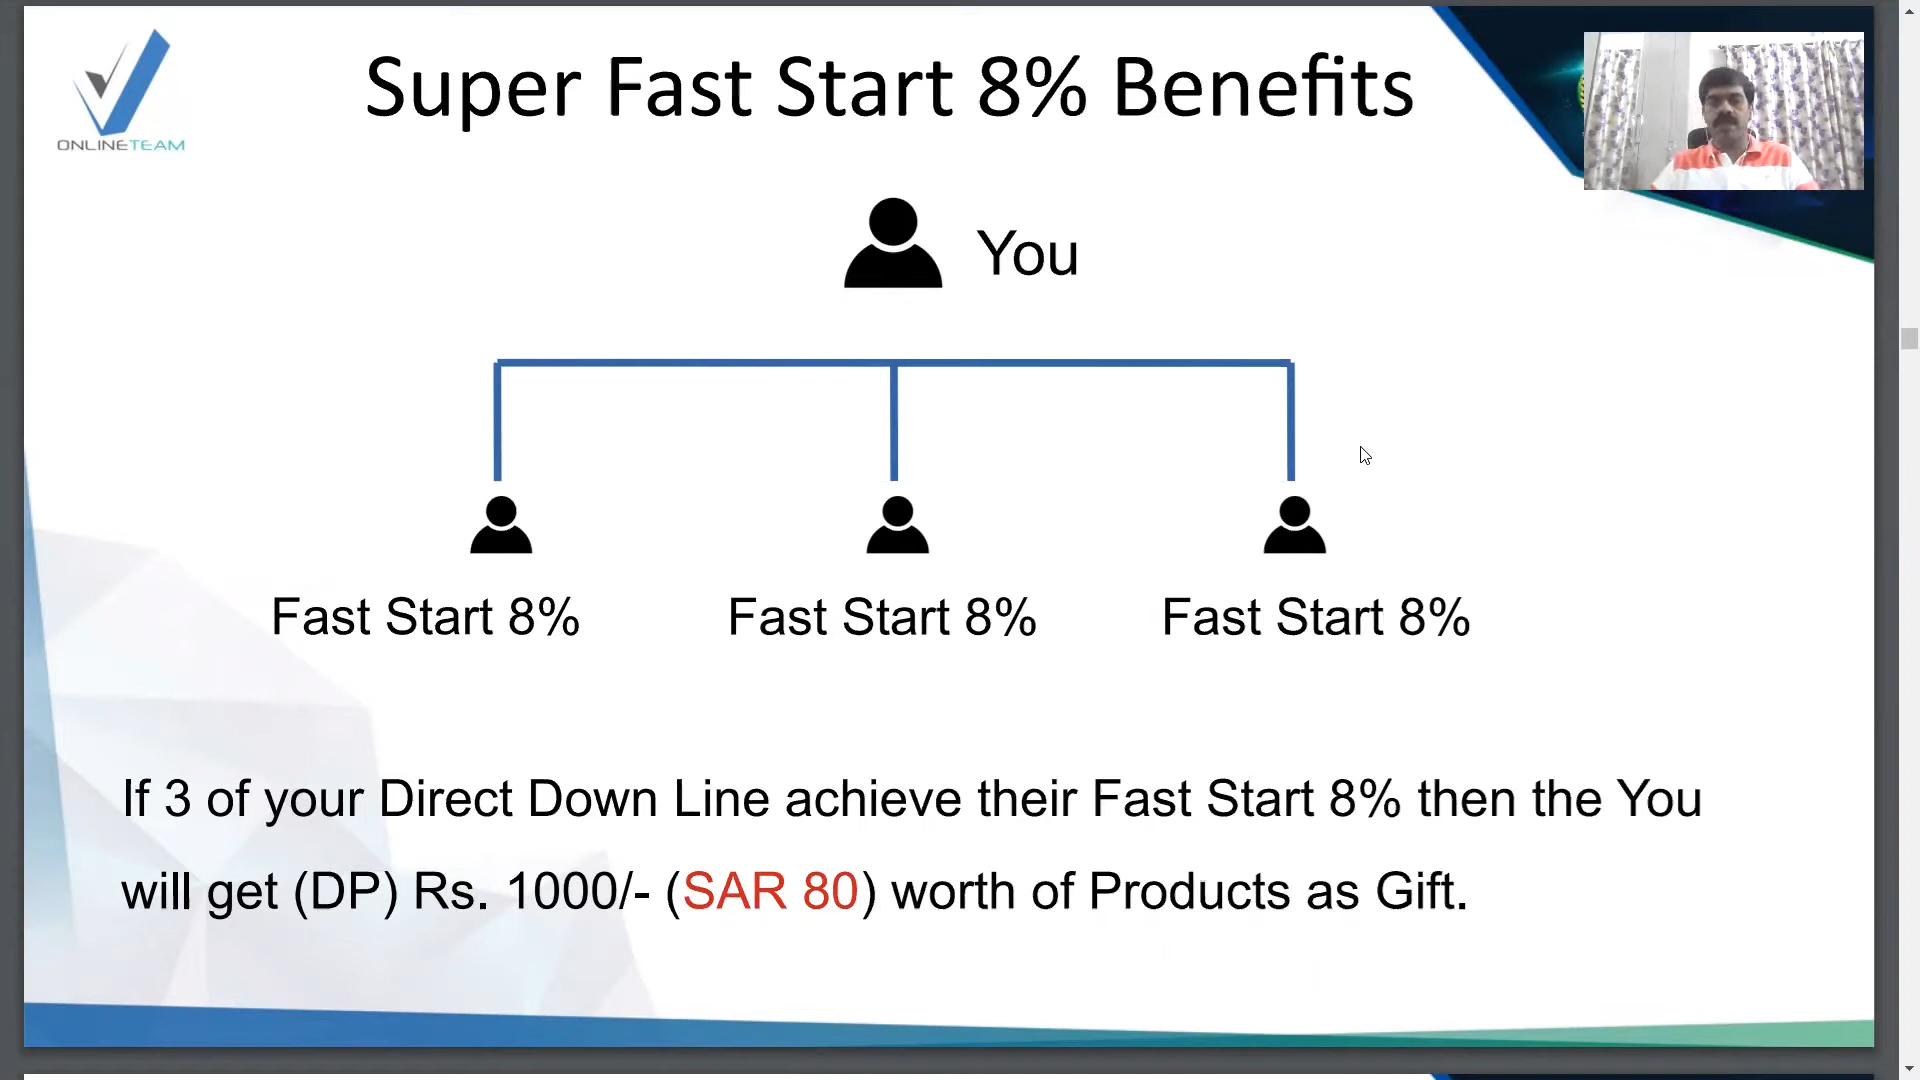 Super Fast Start 8% Benefits
ONLINETEAM
You
Fast Start 8%
Fast Start 8%
Fast Start 8%
If 3 of your Direct Down Line achieve their Fast Start 8% then the You
will get (DP) Rs. 1000/- (SAR 80) worth of Products as Gift.